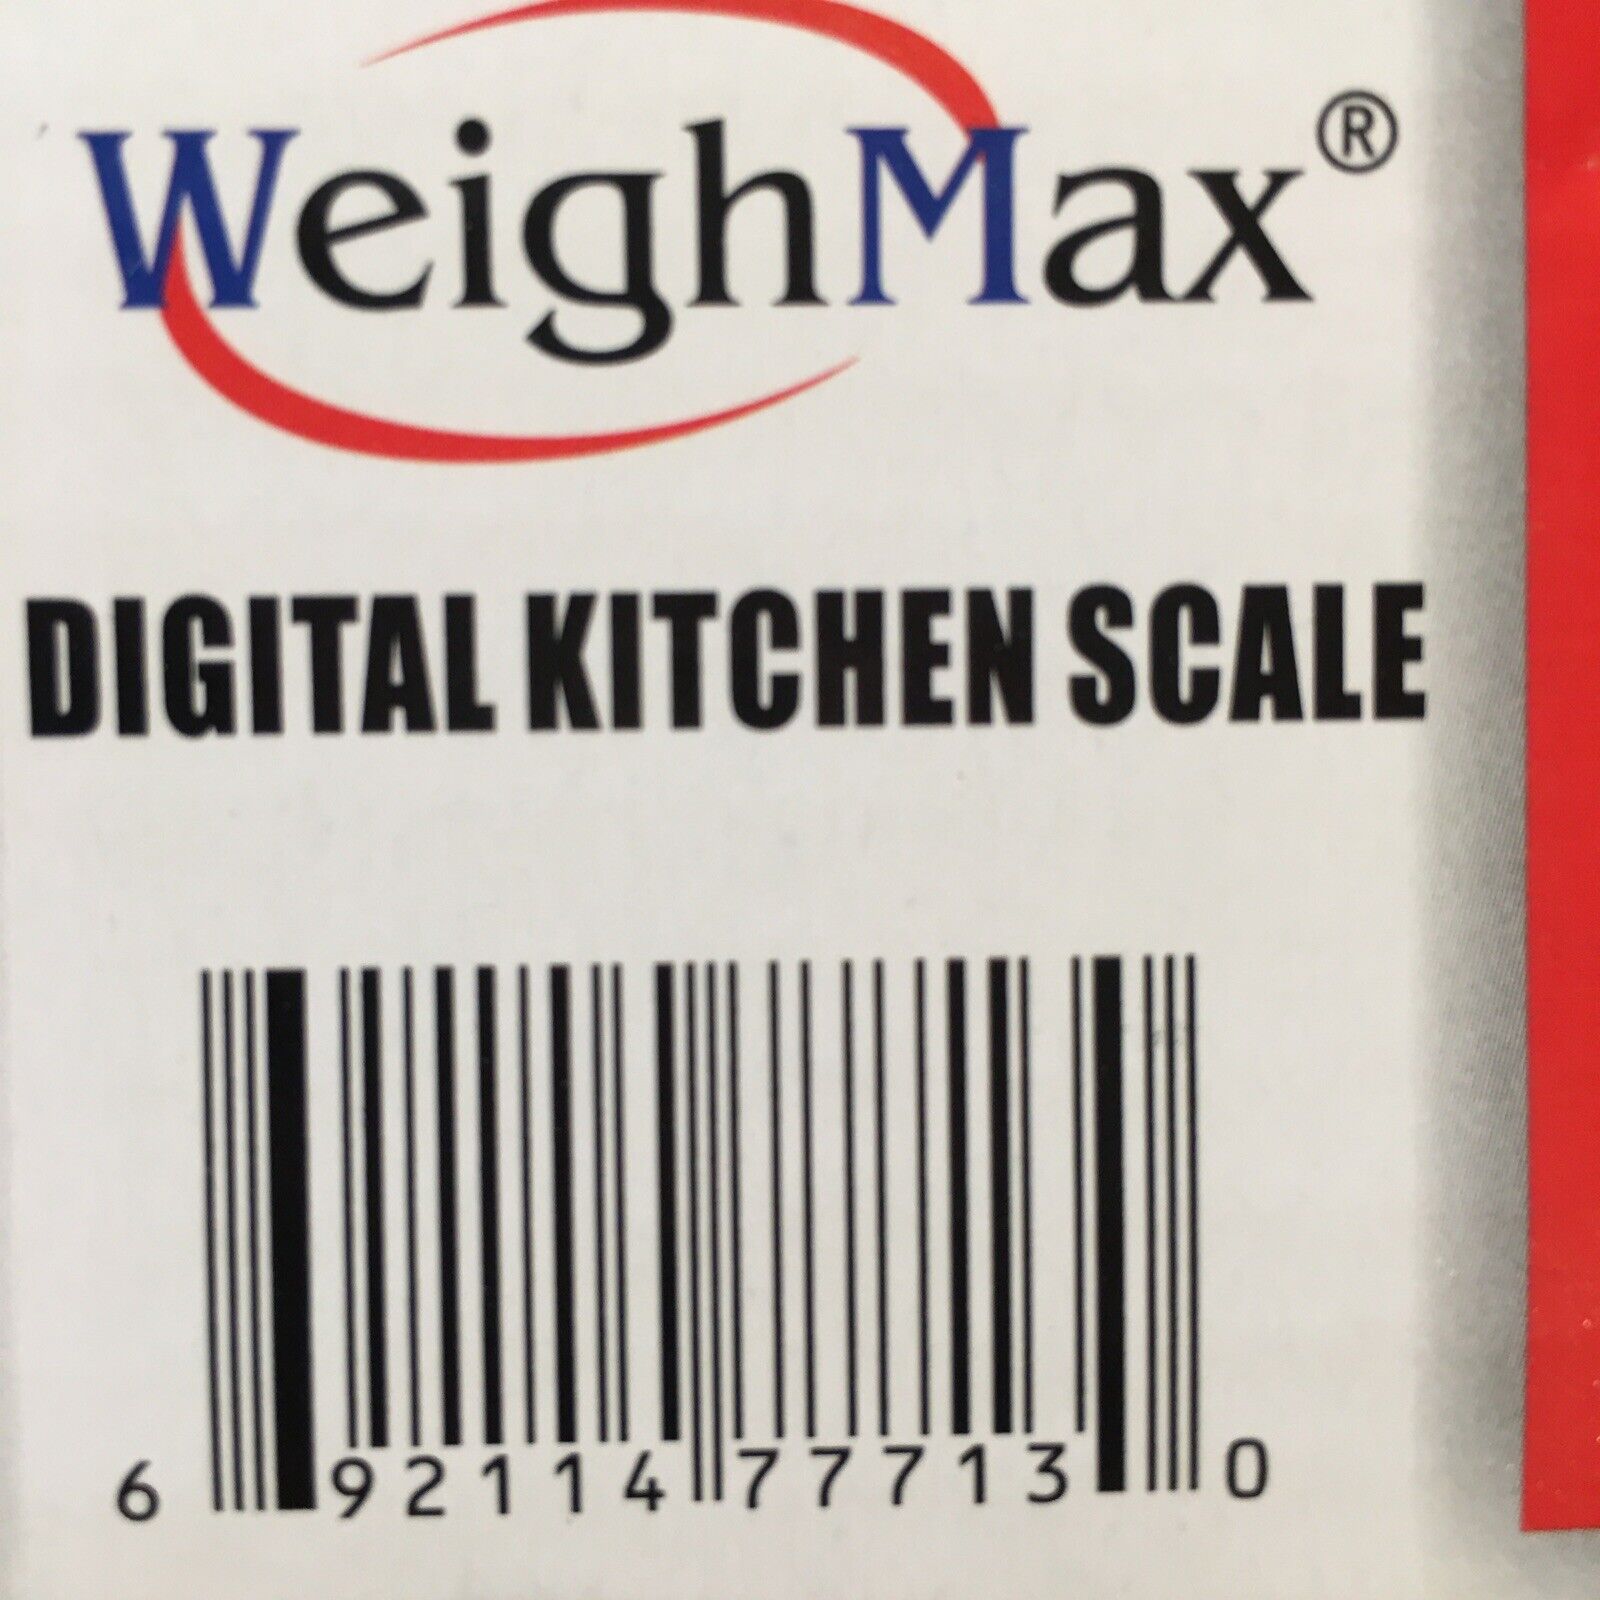 WeighMax®
DIGITAL KITCHEN SCALE
6 92114 77713 0